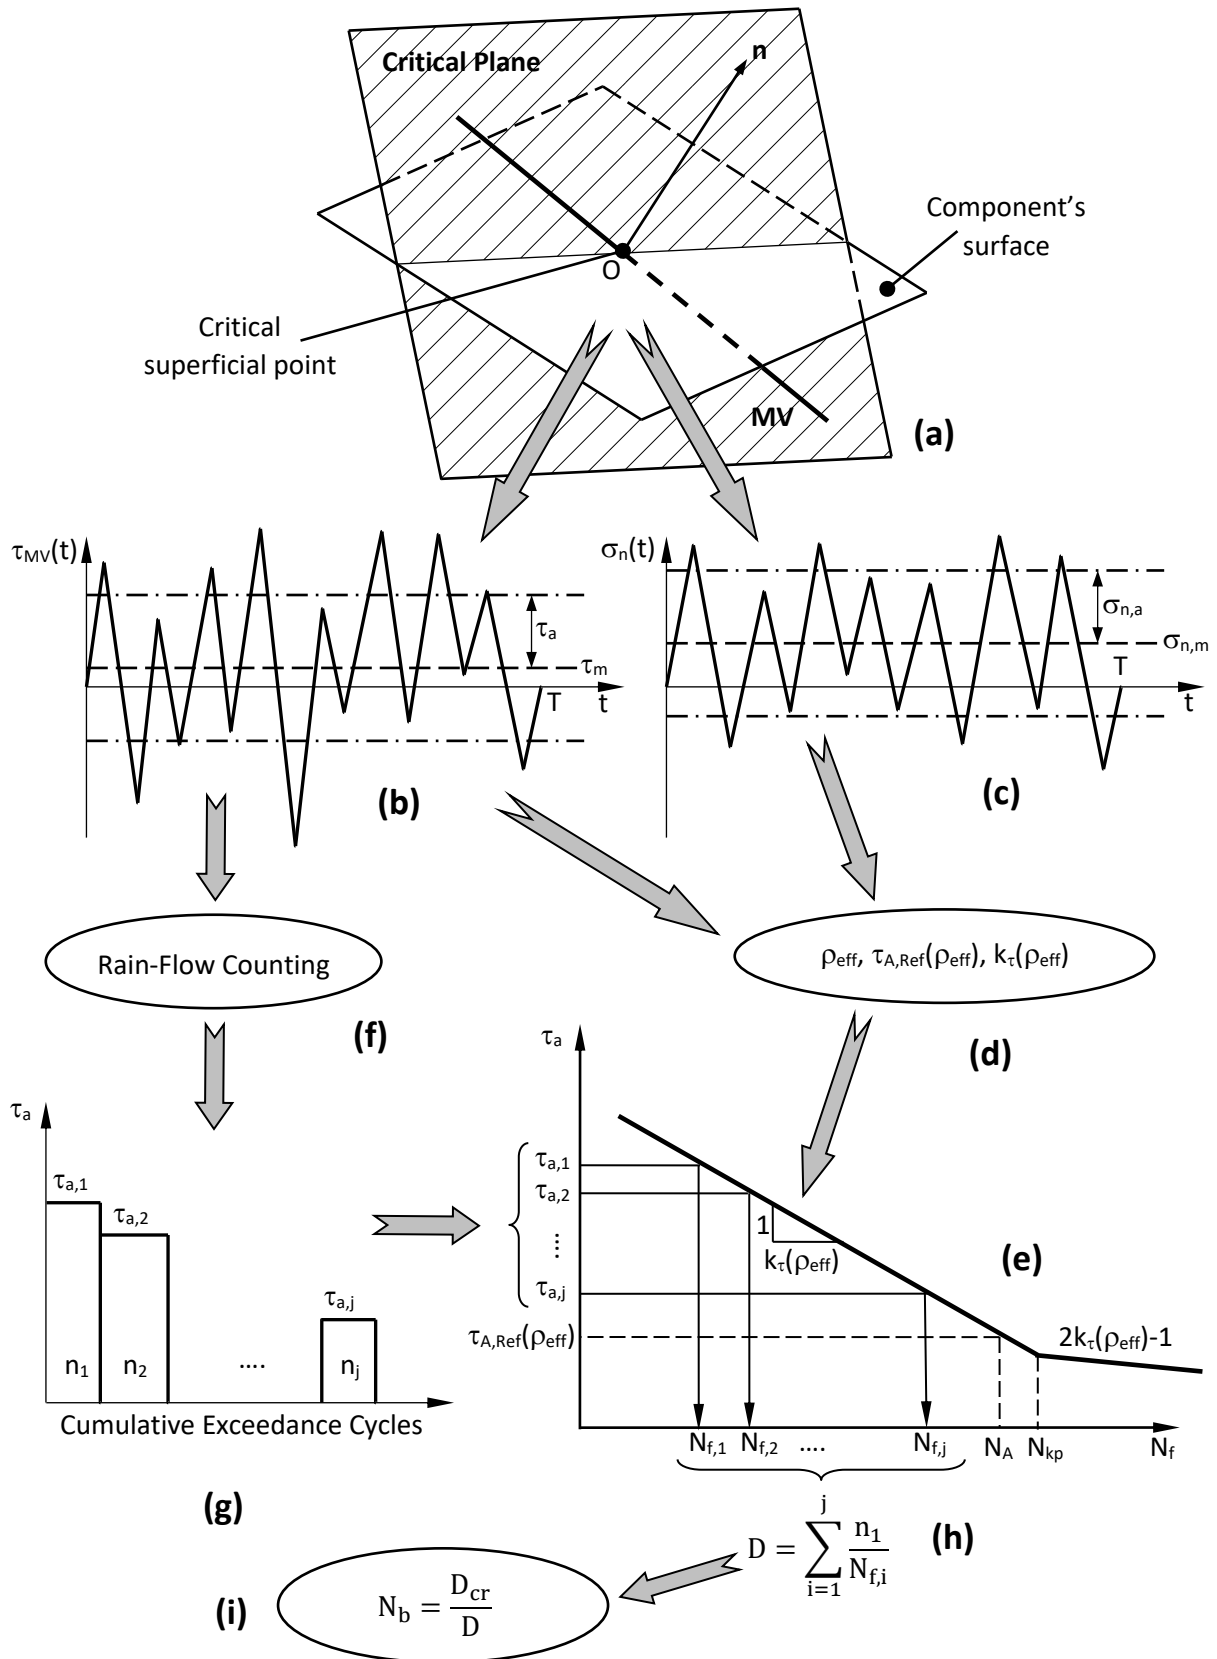 Critical Plane
n
Component's
surface
O
Critical
superficial point
MV
(a)
τMV(t)
τa
τm
T
t
(b)
σn(t)
σn,a
σn,m
T
t
(c)
Rain-Flow Counting
(f)
ρeff, τA,Ref(ρeff), kτ(ρeff)
(d)
τa
τa,1
τa,2
τa,j
n1
n2
....
nj
Cumulative Exceedance Cycles
(g)
τa
τa,1
τa,2
....
τa,j
τA,Ref(ρeff)
1
kτ(ρeff)
(e)
2kτ(ρeff)-1
Nf,1
Nf,2
....
Nf,j
NA
Nkp
Nf
D = ∑ j i=1 n1/Nf,i
(h)
(i)
Nb = Dcr/D